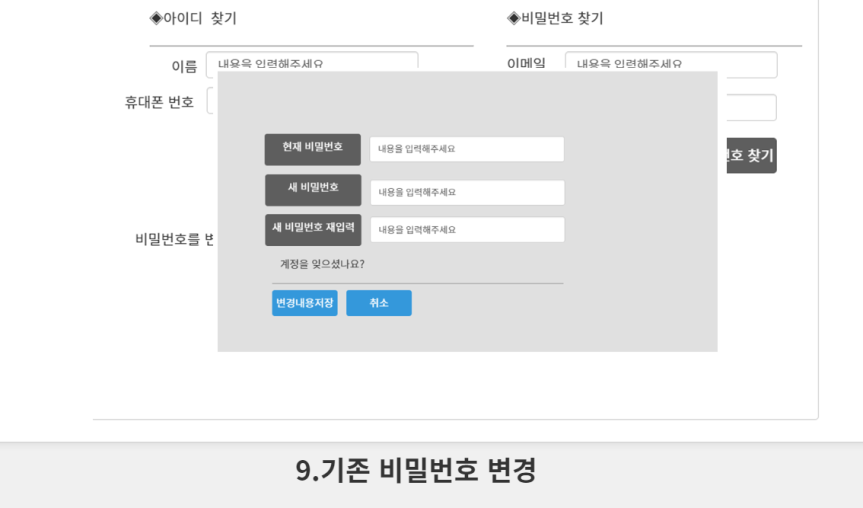 ◈아이디 찾기
◈비밀번호 찾기
이름 내용을 입력해주세요
이메일 내용을 입력해주세요
휴대폰 번호
호 찾기
현재 비밀번호 내용을 입력해주세요
새 비밀번호 내용을 입력해주세요
새 비밀번호 재입력 내용을 입력해주세요
비밀번호를
계정을 잊으셨나요?
변경내용저장 취소
9.기존 비밀번호 변경